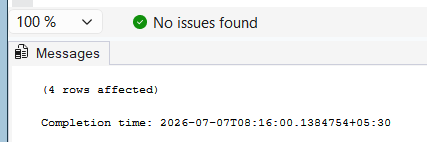 100 %
No issues found
Messages
(4 rows affected)
Completion time: 2026-07-07T08:16:00.1384754+05:30